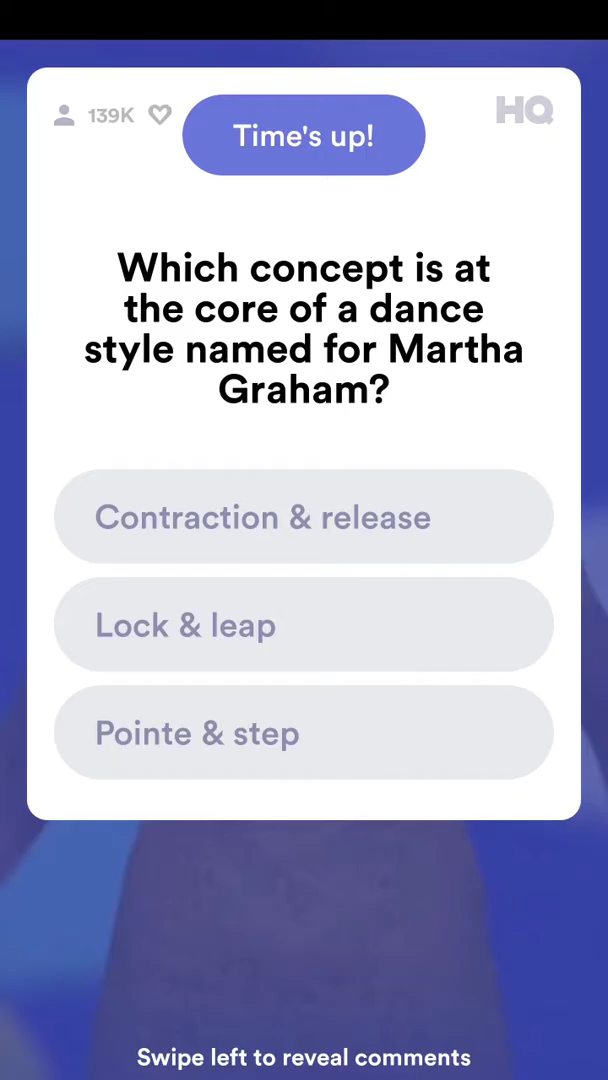 139K
Time's up!
HQ
Which concept is at
the core of a dance
style named for Martha
Graham?
Contraction & release
Lock & leap
Pointe & step
Swipe left to reveal comments